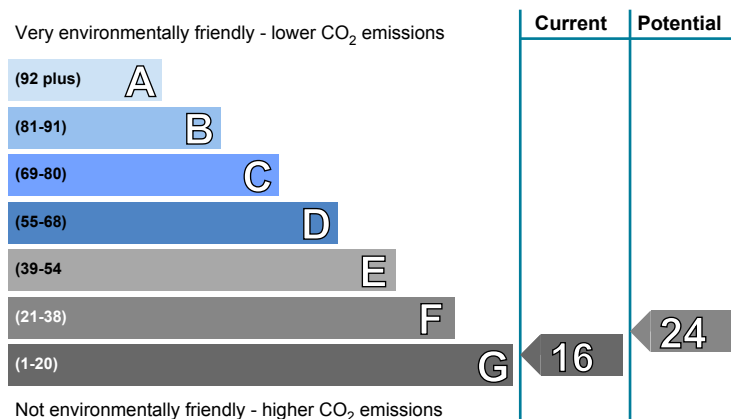 Very environmentally friendly - lower CO₂ emissions
Current
Potential
(92 plus) A
(81-91) B
(69-80) C
(55-68) D
(39-54 E
(21-38) F
(1-20) G
16
24
Not environmentally friendly - higher CO₂ emissions